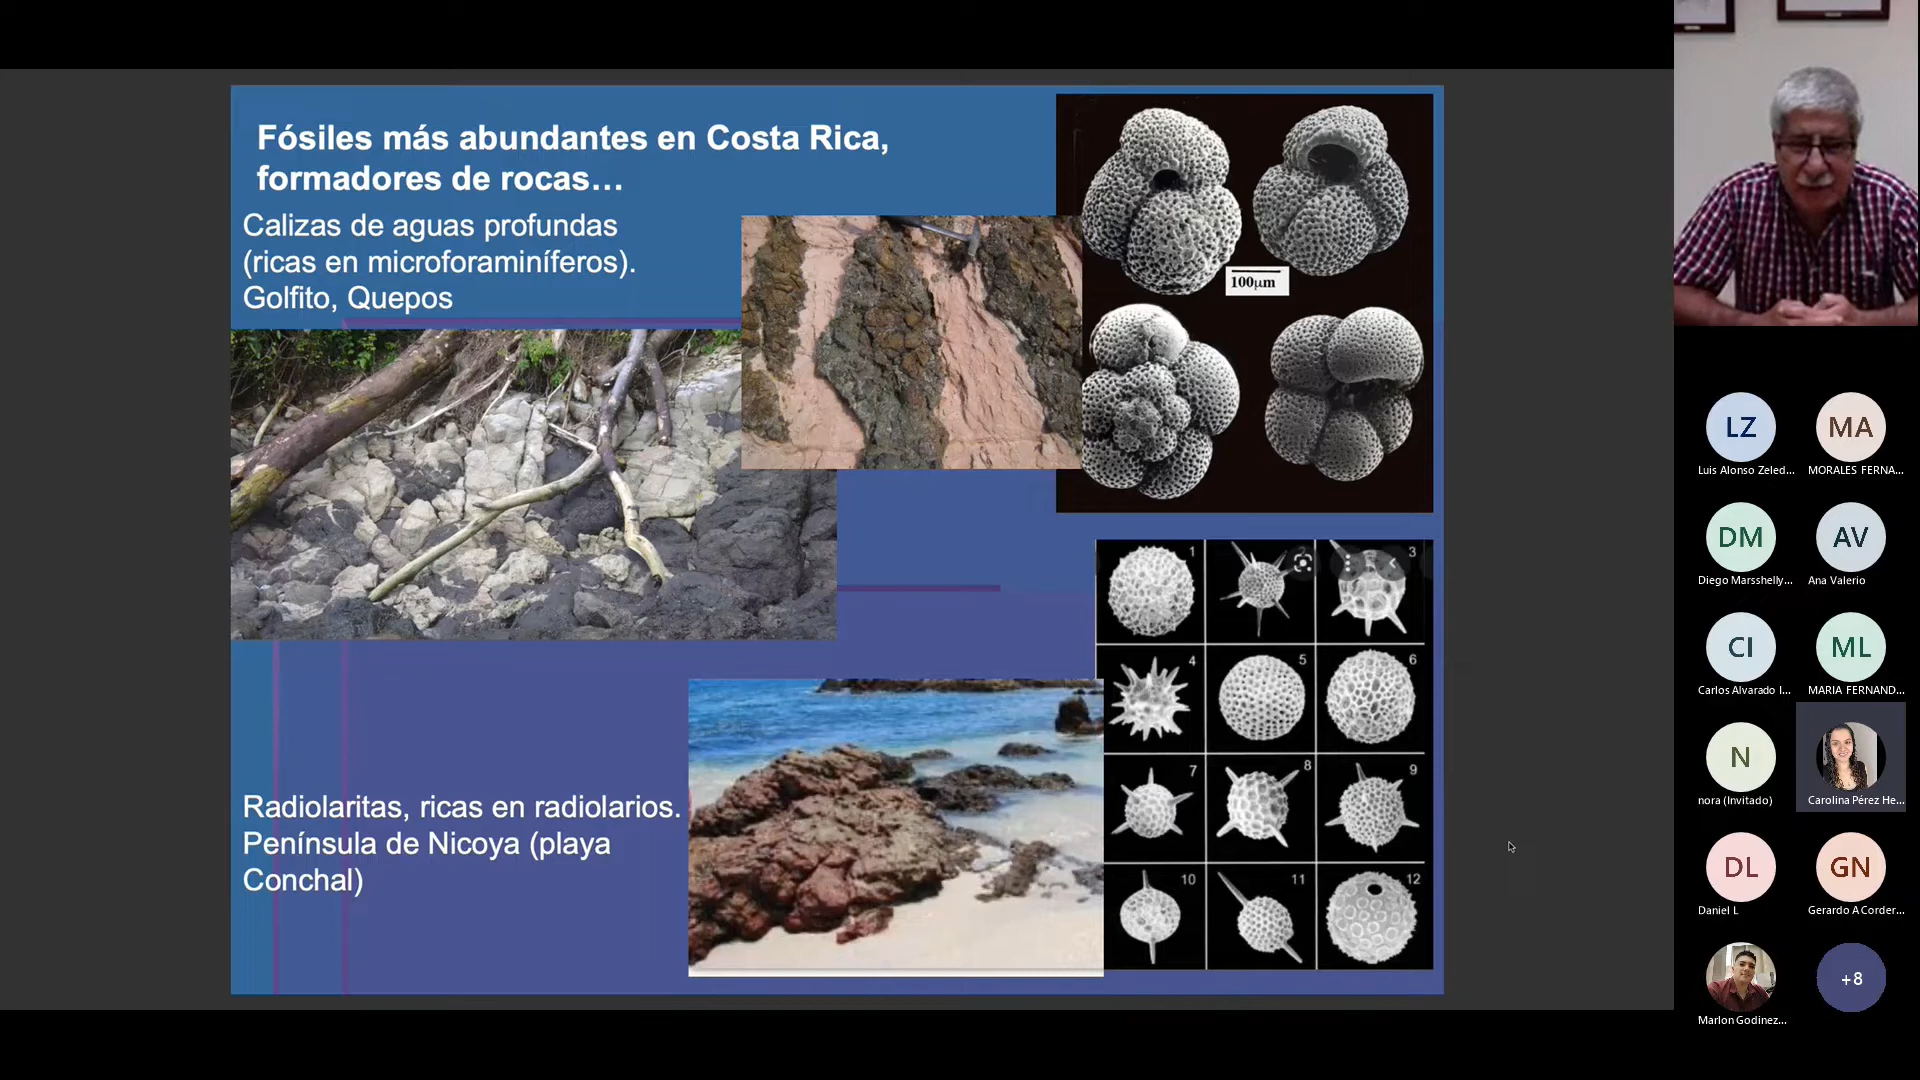 Fósiles más abundantes en Costa Rica,
formadores de rocas...
Calizas de aguas profundas
(ricas en microforaminíferos).
Golfito, Quepos
100µm
1
2
3
4
5
6
7
8
9
10
11
12
Radiolaritas, ricas en radiolarios.
Península de Nicoya (playa
Conchal)
LZ
Luis Alonso Zeled...
MA
MORALES FERNA...
DM
Diego Marsshelly...
AV
Ana Valerio
CI
Carlos Alvarado I...
ML
MARIA FERNAND...
N
nora (Invitado)
Carolina Pérez He...
DL
Daniel L
GN
Gerardo A Corder...
Marlon Godinez...
+8